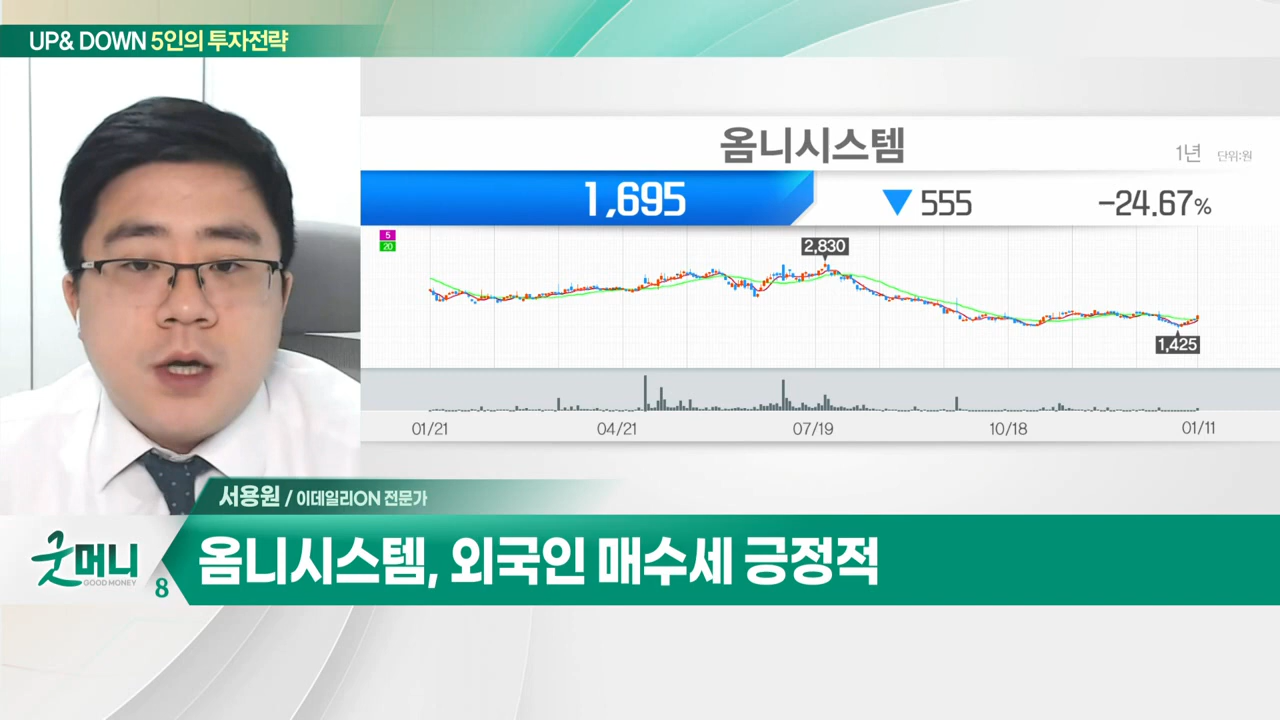 UP& DOWN 5인의 투자전략
옴니시스템
1년 단위:원
1,695 ▼ 555 -24.67%
5
20
2,830
1,425
01/21 04/21 07/19 10/18 01/11
서용원 / 이데일리ON 전문가
굿머니
GOOD MONEY
8
옴니시스템, 외국인 매수세 긍정적